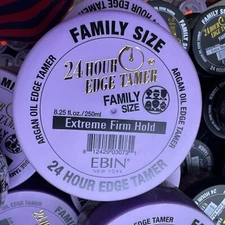 FAMILY SIZE
24 HOUR
EDGE TAMER
FAMILY
SIZE
8.25 fl.oz./250ml
Extreme Firm Hold
EBIN
NEW YORK
24 HOUR EDGE TAMER
ARGAN OIL EDGE TAMER
ARGAN OIL EDGE TAMER